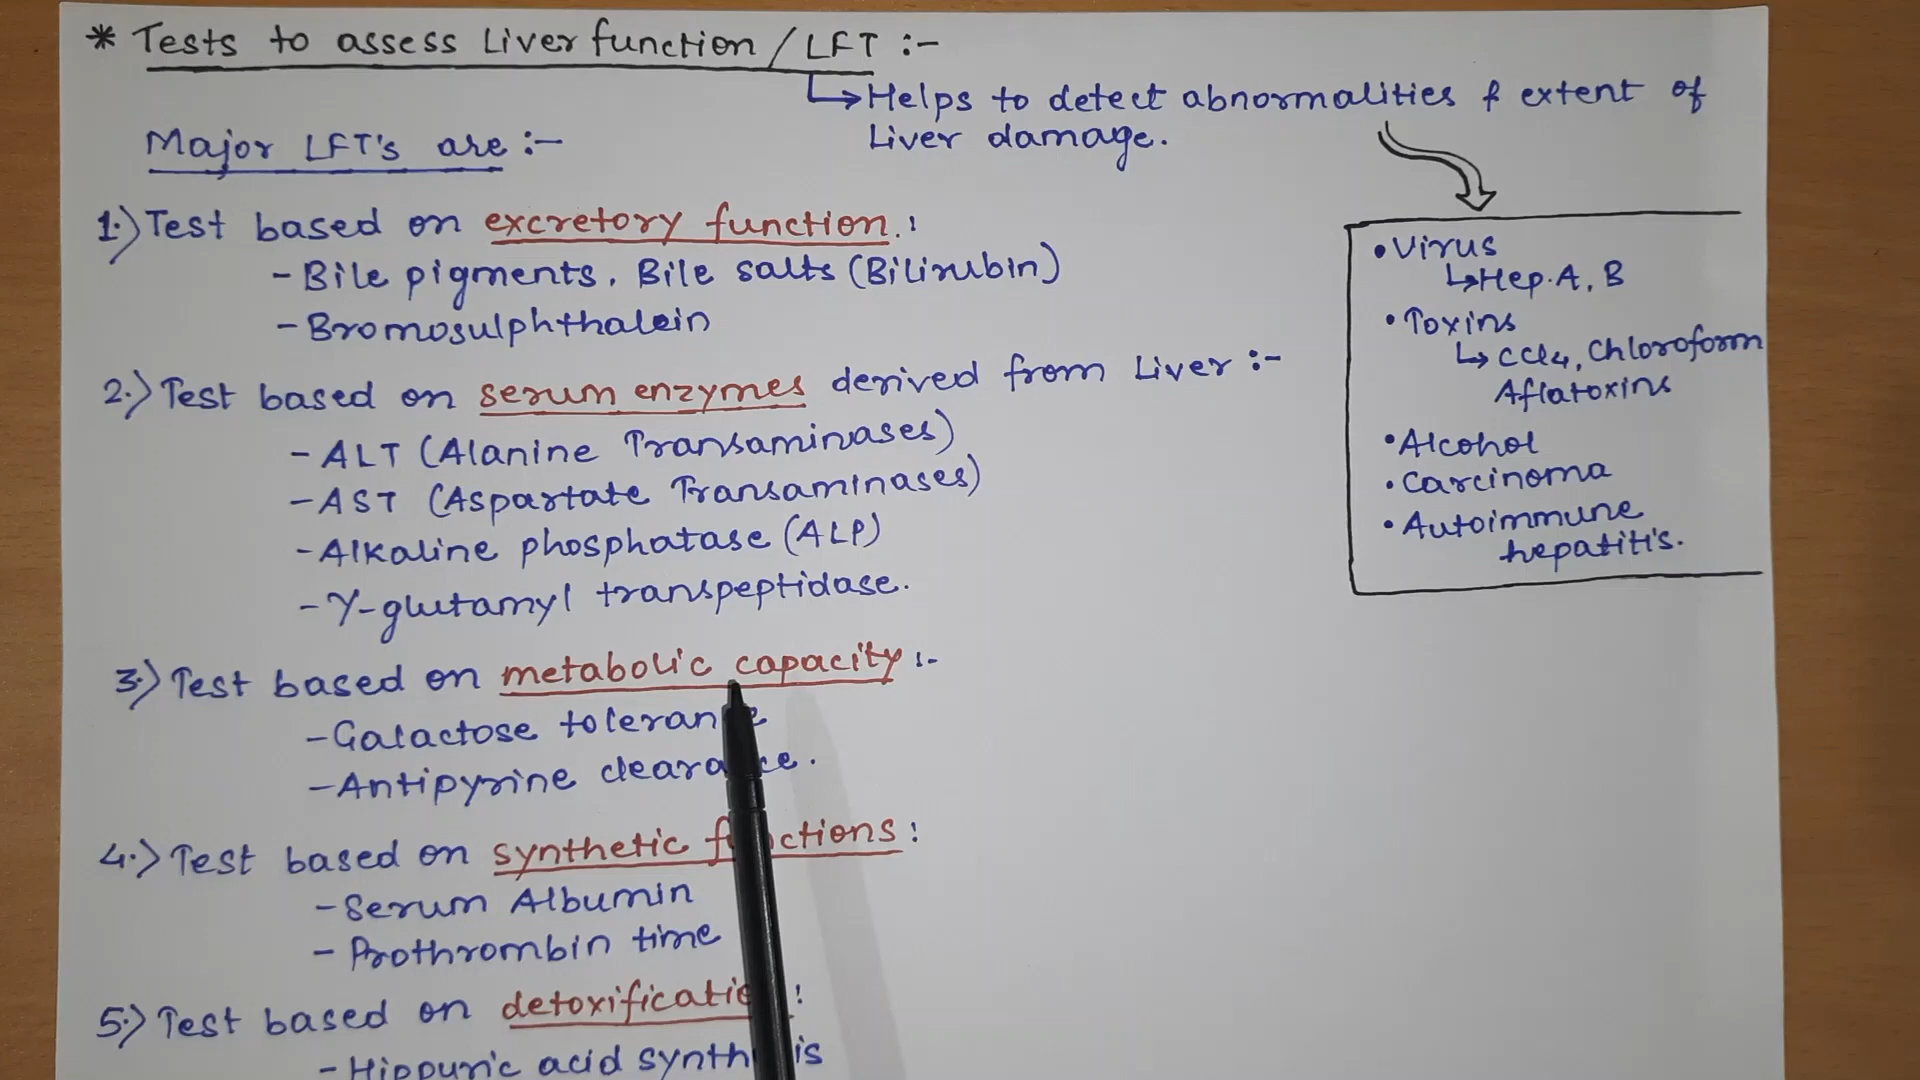 * Tests to assess Liver function / LFT :-
↳ Helps to detect abnormalities & extent of
Liver damage.
Major LFT's are :-
1.) Test based on excretory function. :
- Bile pigments, Bile salts (Bilirubin)
- Bromosulphthalein
2.) Test based on serum enzymes derived from Liver :-
- ALT (Alanine Transaminases)
- AST (Aspartate Transaminases)
- Alkaline phosphatase (ALP)
- γ-glutamyl transpeptidase.
3.) Test based on metabolic capacity :-
- Galactose
- Antipyrine
4.) Test based on synthetic
- Serum Albumin
- Prothrombin time
5.) Test based on
- Hippuric acid
• Virus
↳ Hep. A, B
• Toxins
↳ CCl4, Chloroform
Aflatoxins
• Alcohol
• Carcinoma
• Autoimmune
hepatitis.